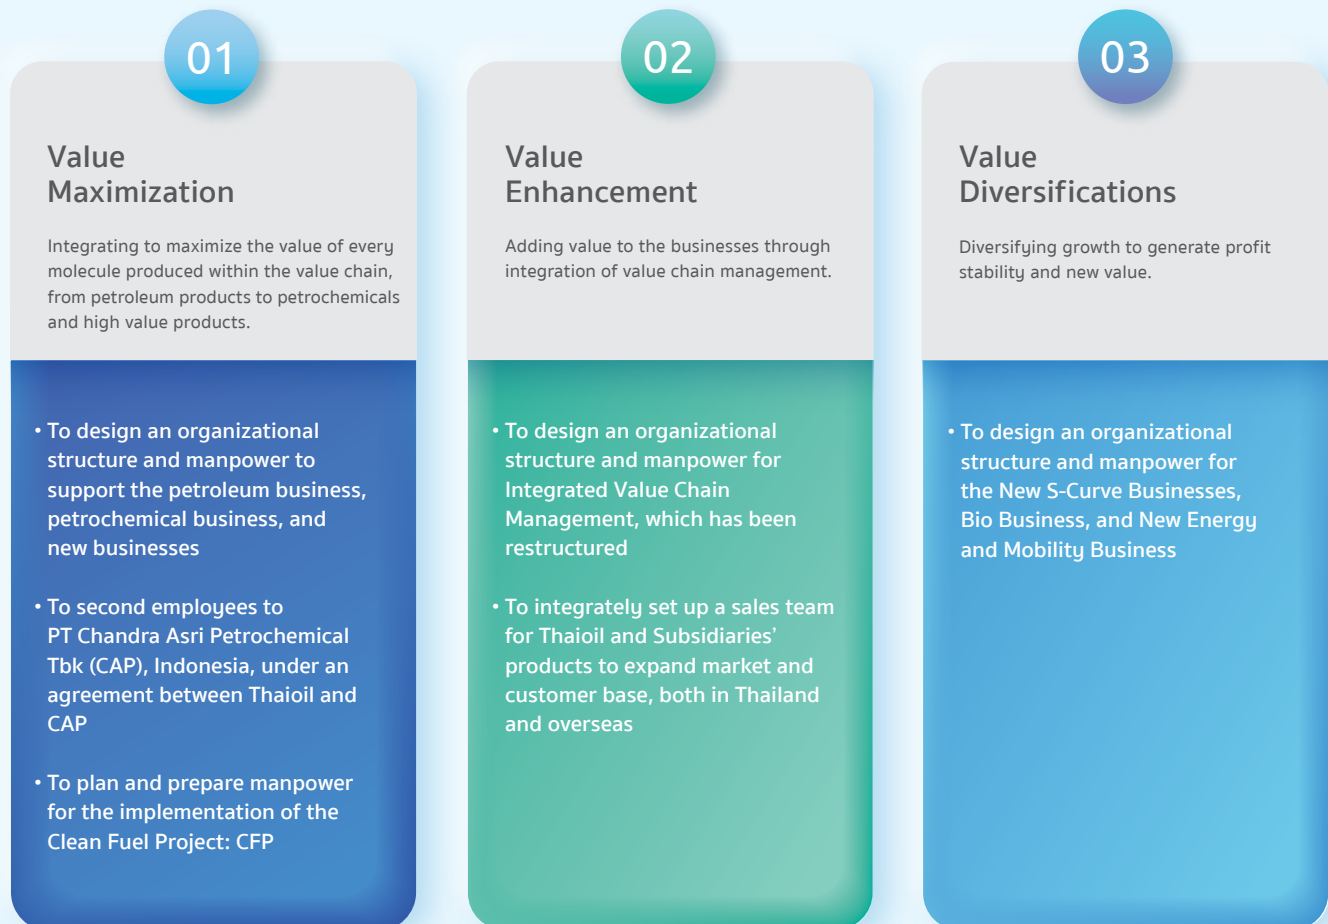 01
Value
Maximization
Integrating to maximize the value of every
molecule produced within the value chain,
from petroleum products to petrochemicals
and high value products.
• To design an organizational
structure and manpower to
support the petroleum business,
petrochemical business, and
new businesses
• To second employees to
PT Chandra Asri Petrochemical
Tbk (CAP), Indonesia, under an
agreement between Thaioil and
CAP
• To plan and prepare manpower
for the implementation of the
Clean Fuel Project: CFP
02
Value
Enhancement
Adding value to the businesses through
integration of value chain management.
• To design an organizational
structure and manpower for
Integrated Value Chain
Management, which has been
restructured
• To integrately set up a sales team
for Thaioil and Subsidiaries’
products to expand market and
customer base, both in Thailand
and overseas
03
Value
Diversifications
Diversifying growth to generate profit
stability and new value.
• To design an organizational
structure and manpower for
the New S-Curve Businesses,
Bio Business, and New Energy
and Mobility Business